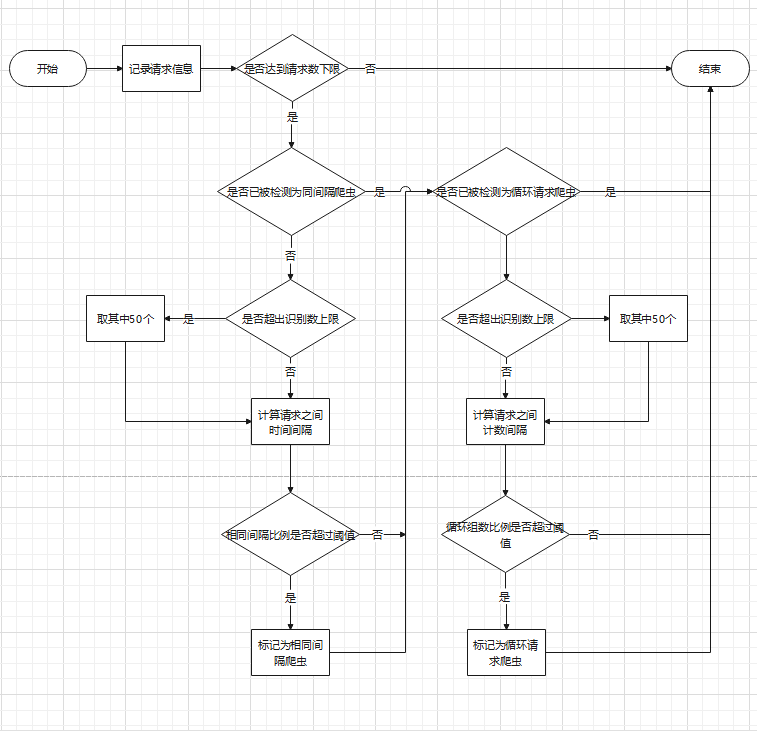 开始
记录请求信息
是否达到请求数下限
否
结束
是
是否已被检测为同间隔爬虫
是
是否已被检测为循环请求爬虫
是
否
取其中50个
是
是否超出识别数上限
是否超出识别数上限
取其中50个
否
否
计算请求之间
时间间隔
计算请求之间
计数间隔
相同间隔比例是否超过阈值
否
循环组数比例是否超过阈
值
否
是
是
标记为相同间
隔爬虫
标记为循环请
求爬虫